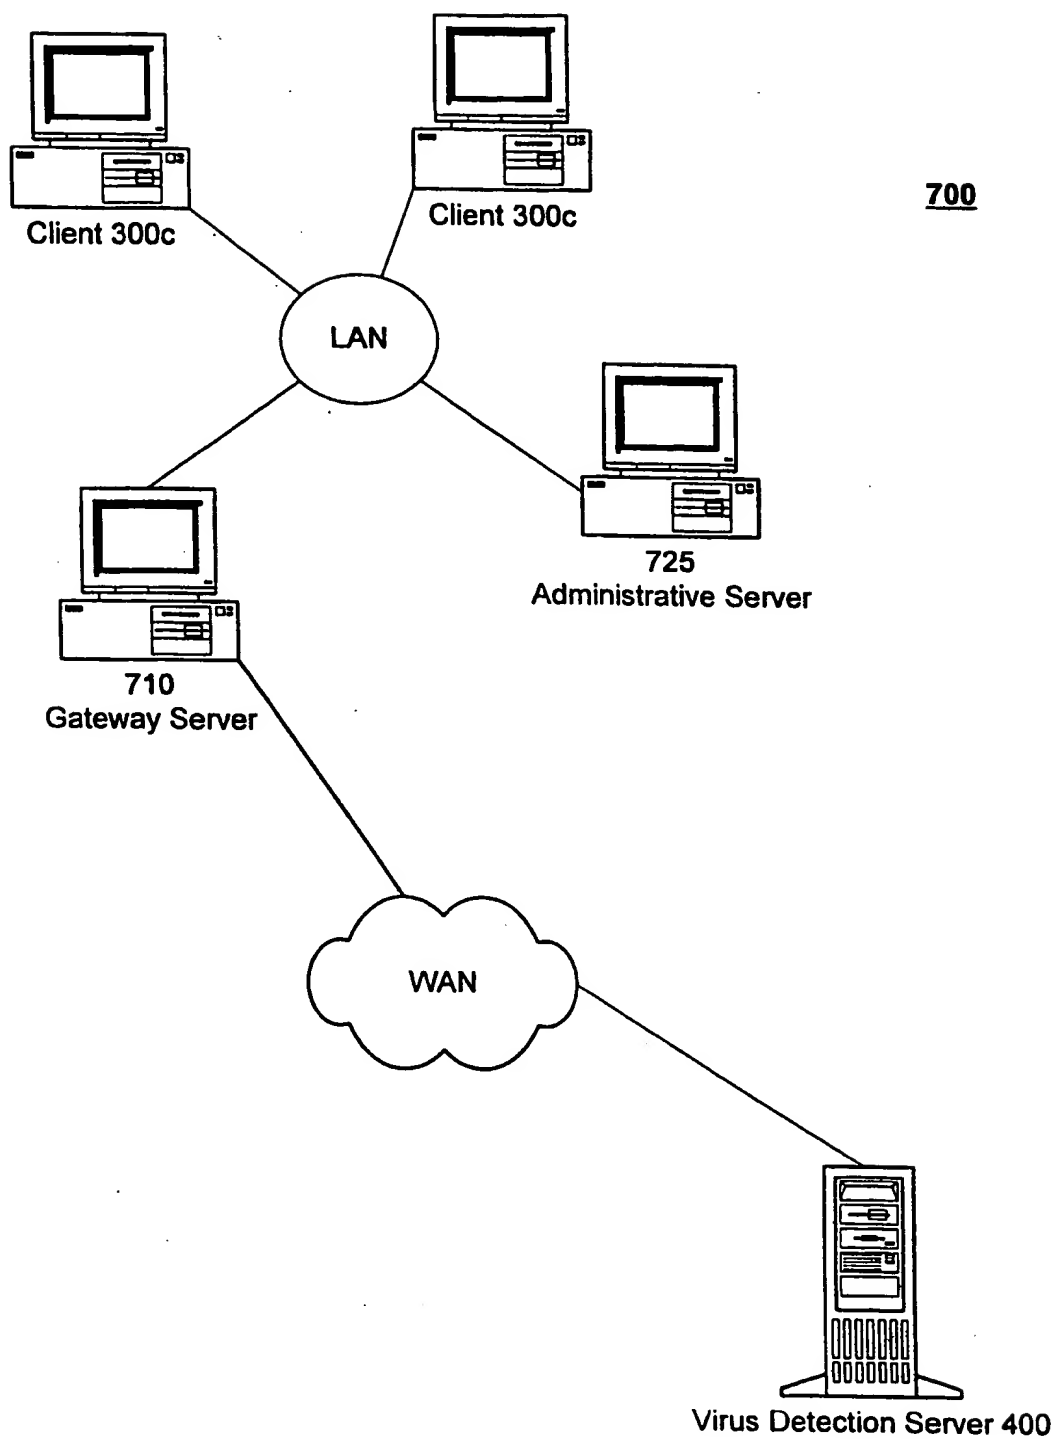 700
Client 300c
Client 300c
LAN
725
Administrative Server
710
Gateway Server
WAN
Virus Detection Server 400